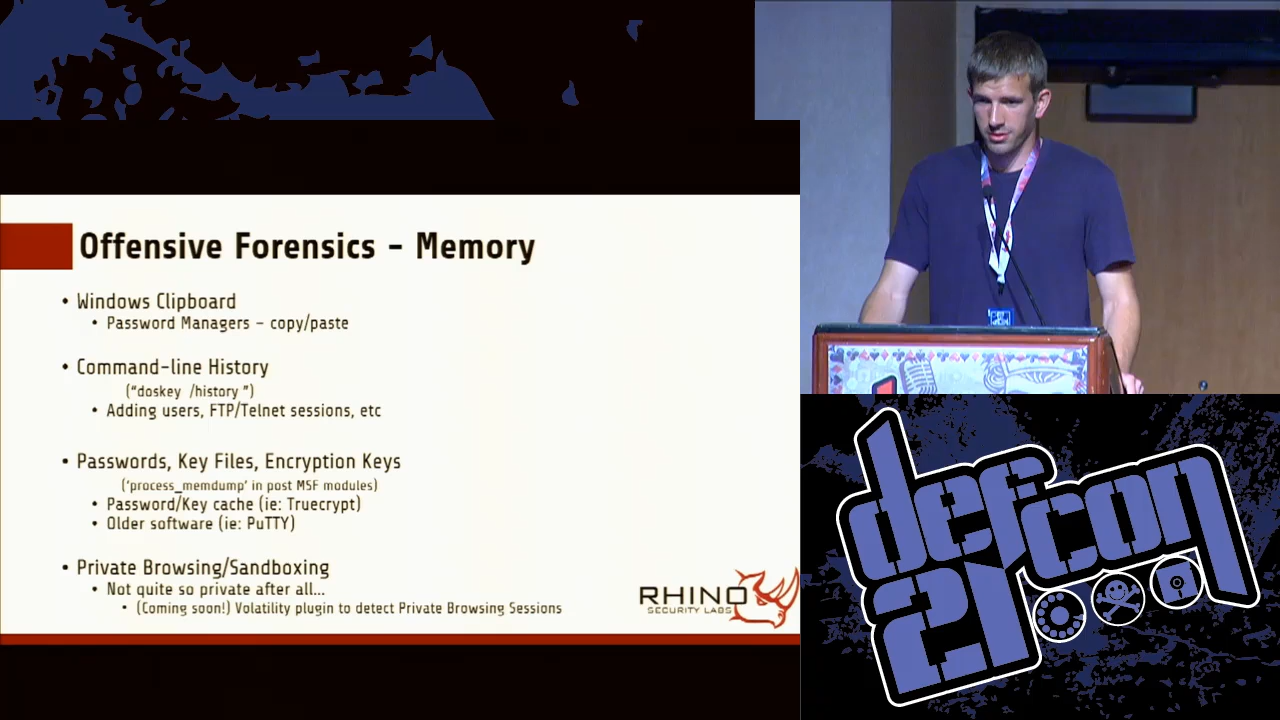 Offensive Forensics - Memory
• Windows Clipboard
• Password Managers – copy/paste
• Command-line History
("doskey /history ")
• Adding users, FTP/Telnet sessions, etc
• Passwords, Key Files, Encryption Keys
('process_memdump' in post MSF modules)
• Password/Key cache (ie: Truecrypt)
• Older software (ie: PuTTY)
• Private Browsing/Sandboxing
• Not quite so private after all...
• (Coming soon!) Volatility plugin to detect Private Browsing Sessions
RHINO
SECURITY LABS
defcon
21